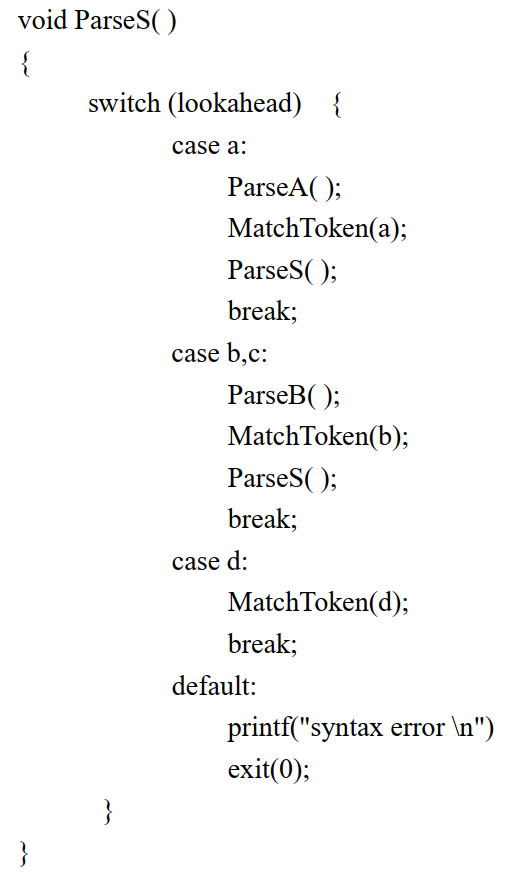 void ParseS( )
{
switch (lookahead) {
case a:
ParseA( );
MatchToken(a);
ParseS( );
break;
case b,c:
ParseB( );
MatchToken(b);
ParseS( );
break;
case d:
MatchToken(d);
break;
default:
printf("syntax error \n")
exit(0);
}
}